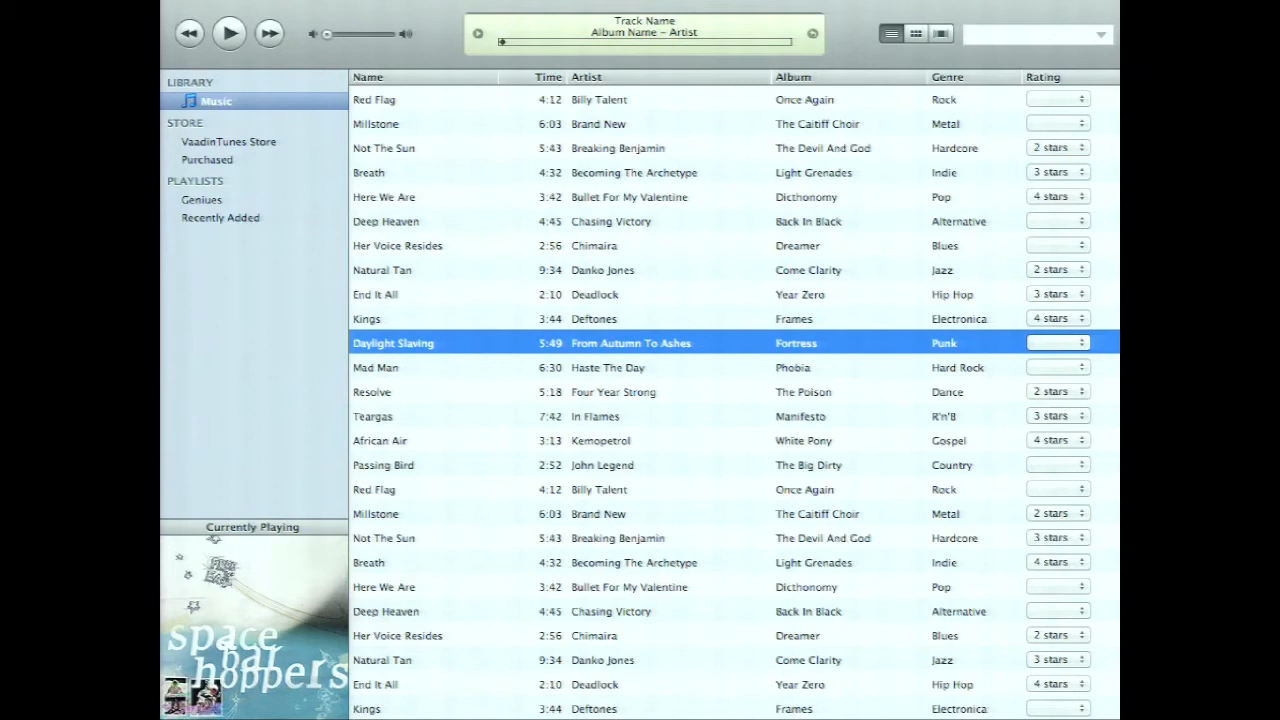 Track Name
Album Name – Artist
LIBRARY
Music
STORE
VaadinTunes Store
Purchased
PLAYLISTS
Geniues
Recently Added
Currently Playing
space
bar
hoppers
Name Time Artist Album Genre Rating
Red Flag 4:12 Billy Talent Once Again Rock
Millstone 6:03 Brand New The Caitiff Choir Metal
Not The Sun 5:43 Breaking Benjamin The Devil And God Hardcore 2 stars
Breath 4:32 Becoming The Archetype Light Grenades Indie 3 stars
Here We Are 3:42 Bullet For My Valentine Dicthonomy Pop 4 stars
Deep Heaven 4:45 Chasing Victory Back In Black Alternative
Her Voice Resides 2:56 Chimaira Dreamer Blues
Natural Tan 9:34 Danko Jones Come Clarity Jazz 2 stars
End It All 2:10 Deadlock Year Zero Hip Hop 3 stars
Kings 3:44 Deftones Frames Electronica 4 stars
Daylight Slaving 5:49 From Autumn To Ashes Fortress Punk
Mad Man 6:30 Haste The Day Phobia Hard Rock
Resolve 5:18 Four Year Strong The Poison Dance 2 stars
Teargas 7:42 In Flames Manifesto R'n'B 3 stars
African Air 3:13 Kemopetrol White Pony Gospel 4 stars
Passing Bird 2:52 John Legend The Big Dirty Country
Red Flag 4:12 Billy Talent Once Again Rock
Millstone 6:03 Brand New The Caitiff Choir Metal 2 stars
Not The Sun 5:43 Breaking Benjamin The Devil And God Hardcore 3 stars
Breath 4:32 Becoming The Archetype Light Grenades Indie 4 stars
Here We Are 3:42 Bullet For My Valentine Dicthonomy Pop
Deep Heaven 4:45 Chasing Victory Back In Black Alternative
Her Voice Resides 2:56 Chimaira Dreamer Blues 2 stars
Natural Tan 9:34 Danko Jones Come Clarity Jazz 3 stars
End It All 2:10 Deadlock Year Zero Hip Hop 4 stars
Kings 3:44 Deftones Frames Electronica